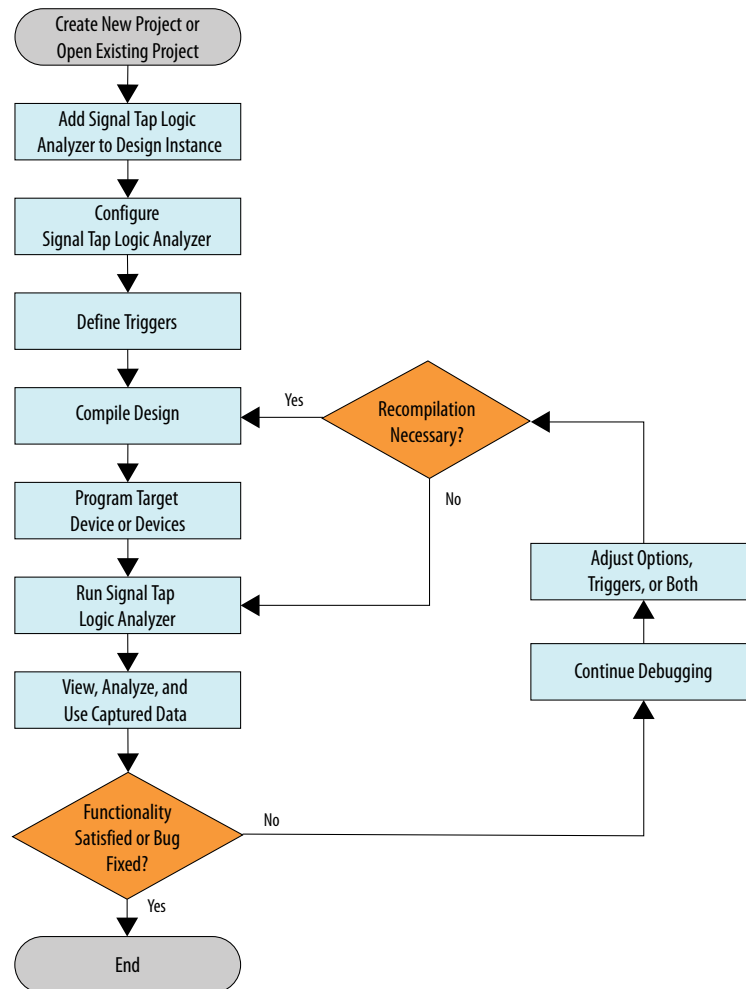 Create New Project or
Open Existing Project
Add Signal Tap Logic
Analyzer to Design Instance
Configure
Signal Tap Logic Analyzer
Define Triggers
Compile Design
Yes
Recompilation
Necessary?
No
Program Target
Device or Devices
Run Signal Tap
Logic Analyzer
Adjust Options,
Triggers, or Both
Continue Debugging
View, Analyze, and
Use Captured Data
Functionality
Satisfied or Bug
Fixed?
No
Yes
End